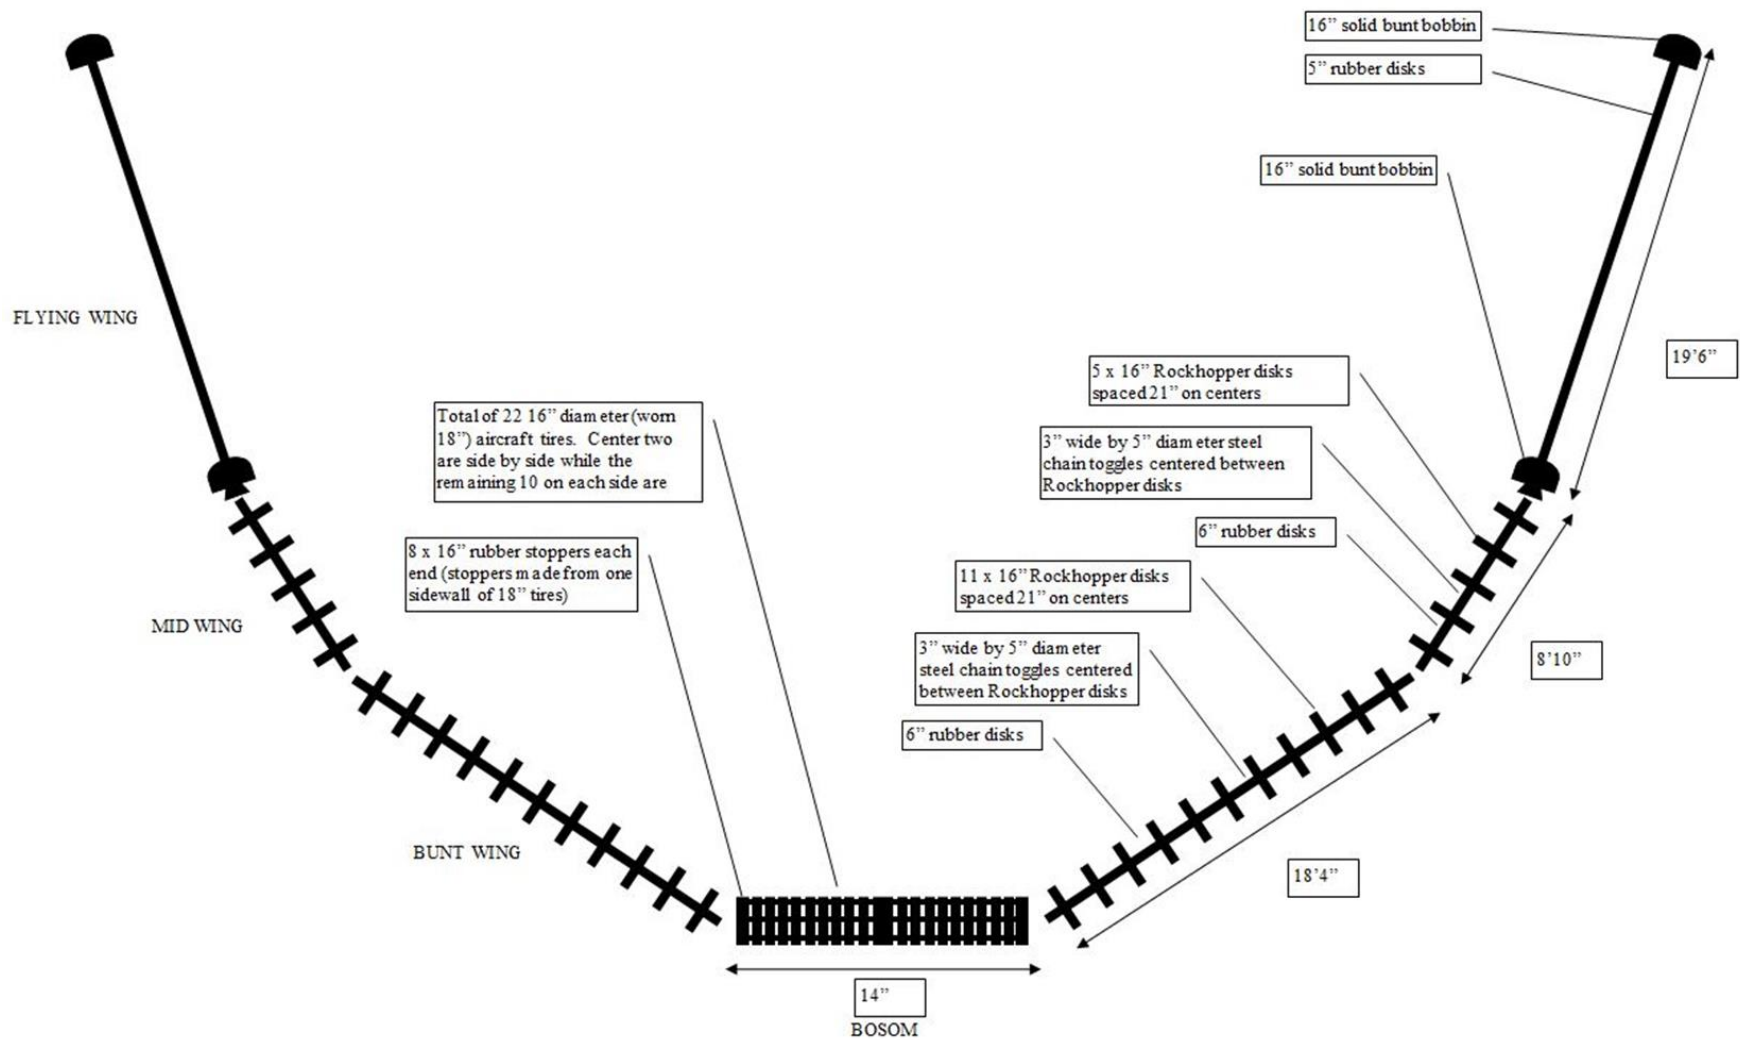 16” solid bunt bobbin
5” rubber disks
16” solid bunt bobbin
FLYING WING
19’6”
5 x 16” Rockhopper disks
spaced 21” on centers
Total of 22 16” diameter (worn
18”) aircraft tires. Center two
are side by side while the
remaining 10 on each side are
3” wide by 5” diameter steel
chain toggles centered between
Rockhopper disks
6” rubber disks
8 x 16” rubber stoppers each
end (stoppers made from one
sidewall of 18” tires)
11 x 16” Rockhopper disks
spaced 21” on centers
MID WING
3” wide by 5” diameter
steel chain toggles centered
between Rockhopper disks
8’10”
6” rubber disks
BUNT WING
18’4”
14”
BOSOM